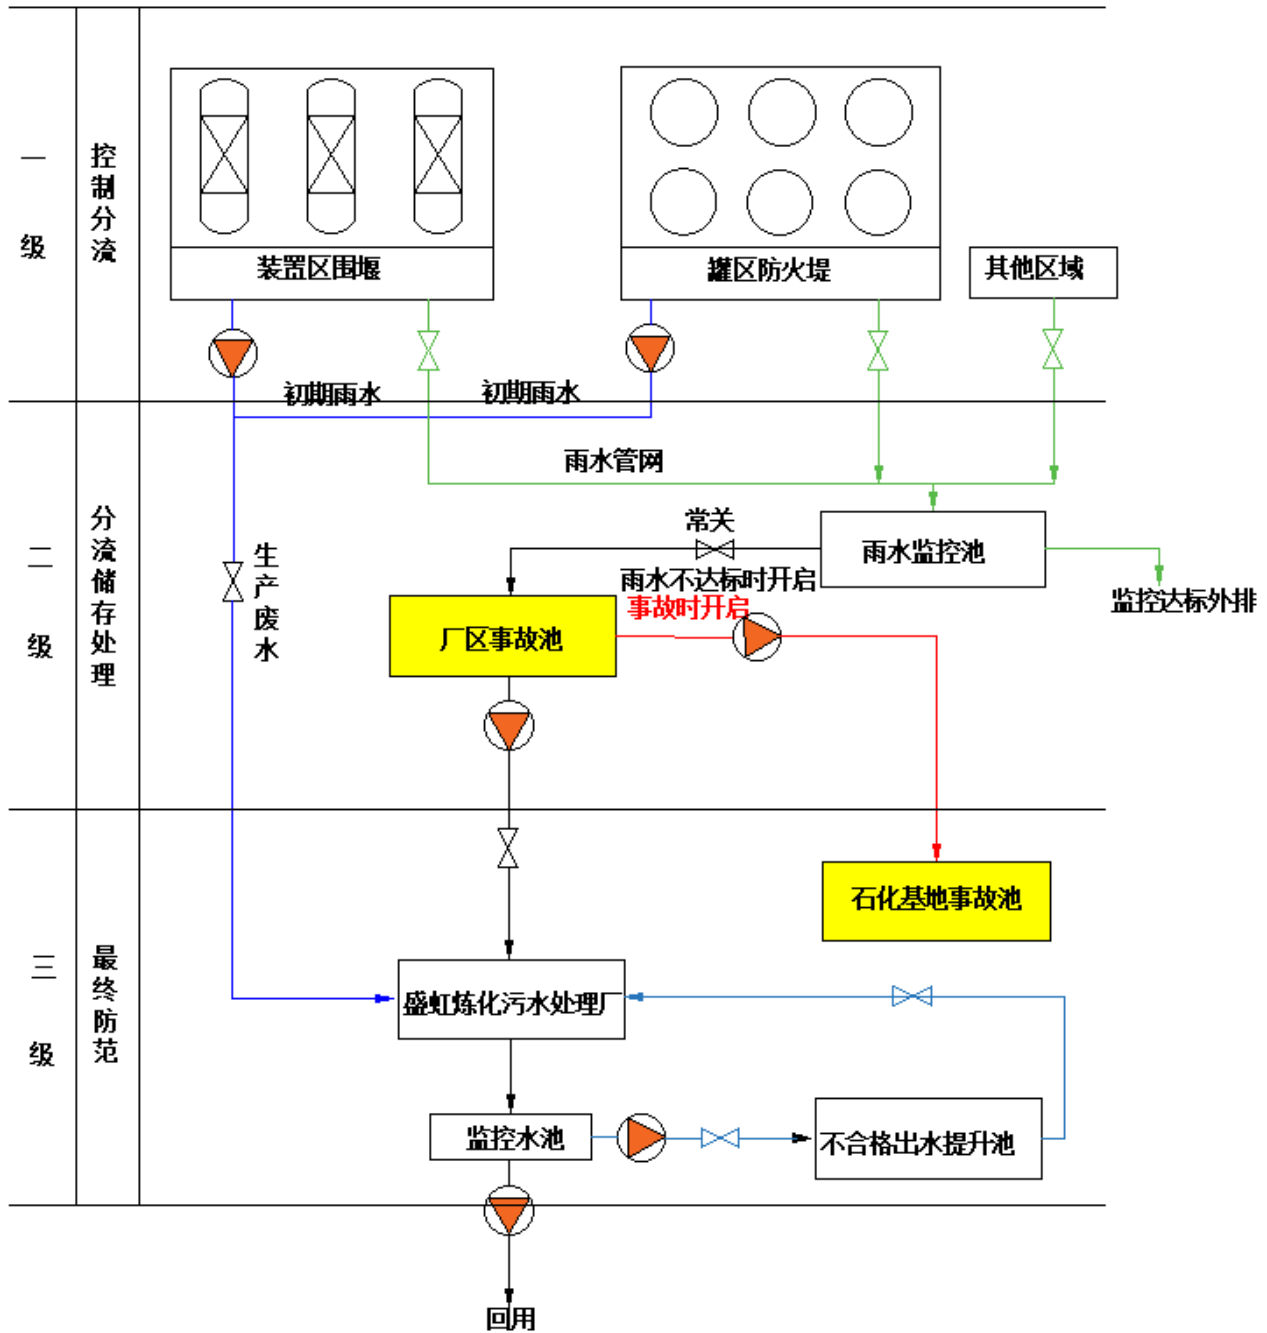 一级
控制分流
装置区围堰
罐区防火堤
其他区域
初期雨水
初期雨水
雨水管网
二级
分流储存处理
生产废水
常关
雨水监控池
雨水不达标时开启
监控达标外排
事故时开启
厂区事故池
石化基地事故池
三级
最终防范
盛虹炼化污水处理厂
监控水池
不合格出水提升池
回用